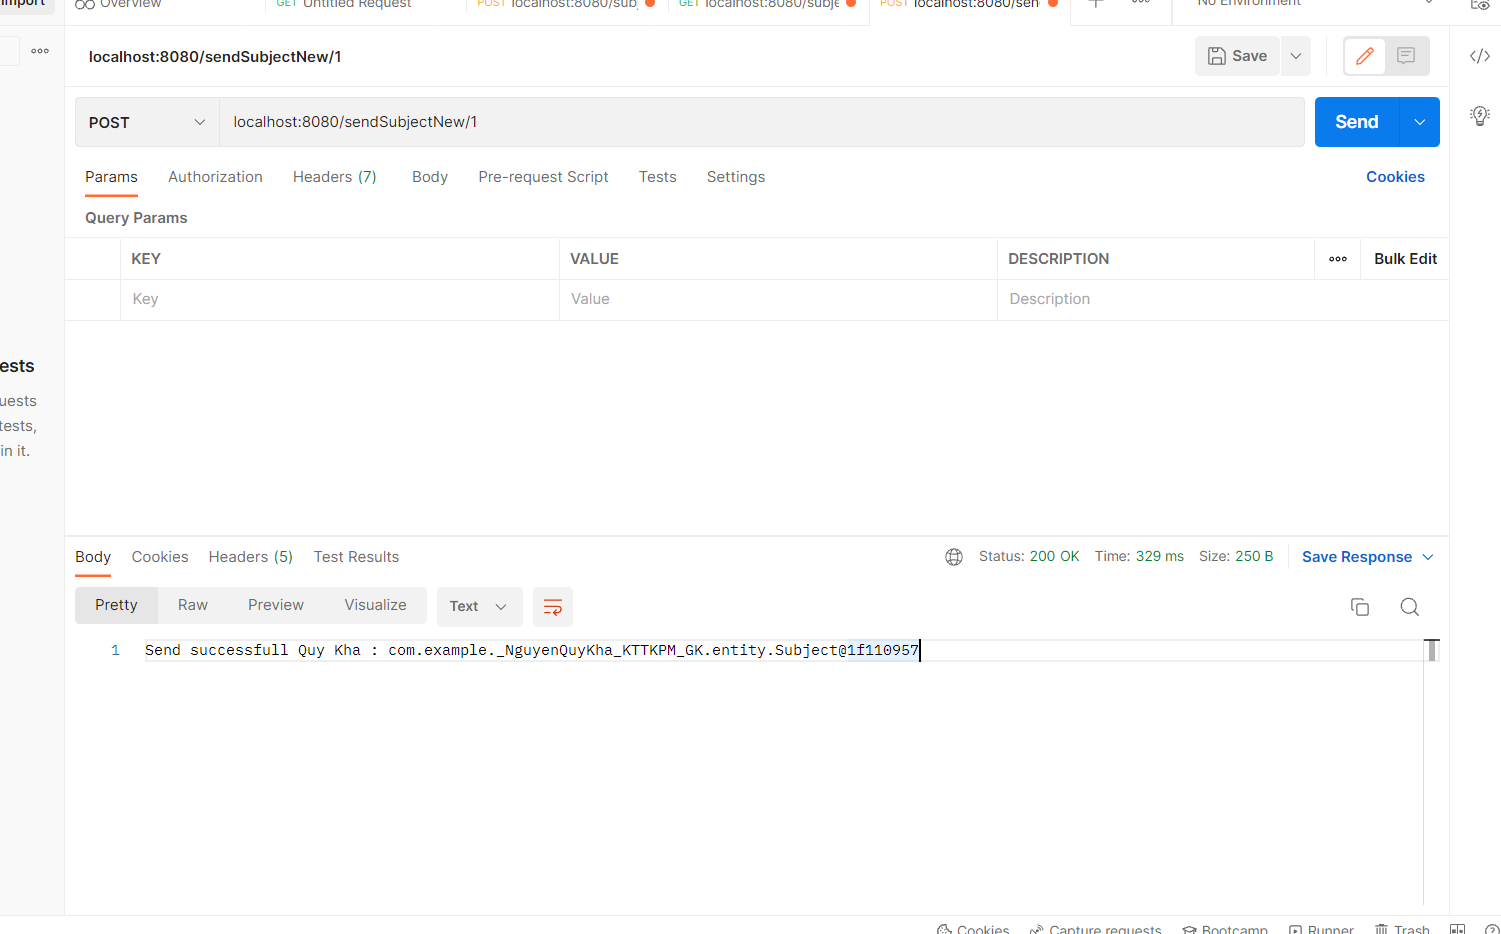 Import
Overview
GET Untitled Request
POST localhost:8080/subj
GET localhost:8080/subje
POST localhost:8080/sen
No Environment
localhost:8080/sendSubjectNew/1
Save
POST
localhost:8080/sendSubjectNew/1
Send
Params Authorization Headers (7) Body Pre-request Script Tests Settings Cookies
Query Params
KEY VALUE DESCRIPTION Bulk Edit
Key Value Description
ests
uests
tests,
in it.
Body Cookies Headers (5) Test Results Status: 200 OK Time: 329 ms Size: 250 B Save Response
Pretty Raw Preview Visualize Text
1 Send successfull Quy Kha : com.example._NguyenQuyKha_KTTKPM_GK.entity.Subject@1f110957
Cookies Capture requests Bootcamp Runner Trash